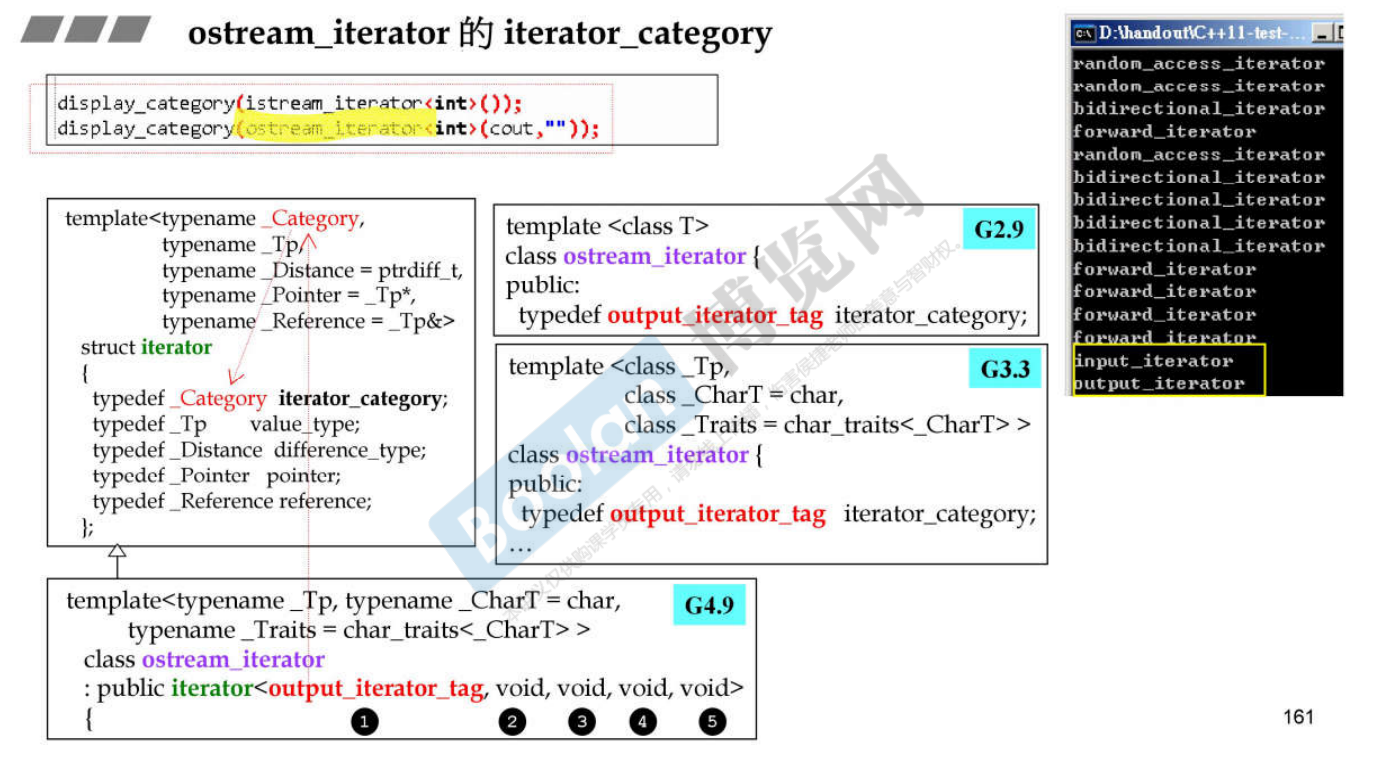 ostream_iterator 的 iterator_category
display_category(istream_iterator<int>());
display_category(ostream_iterator<int>(cout,""));
template<typename _Category,
typename _Tp,
typename _Distance = ptrdiff_t,
typename _Pointer = _Tp*,
typename _Reference = _Tp&>
struct iterator
{
typedef _Category iterator_category;
typedef _Tp value_type;
typedef _Distance difference_type;
typedef _Pointer pointer;
typedef _Reference reference;
};
template <class T>
G2.9
class ostream_iterator {
public:
typedef output_iterator_tag iterator_category;
template <class _Tp,
G3.3
class _CharT = char,
class _Traits = char_traits<_CharT> >
class ostream_iterator {
public:
typedef output_iterator_tag iterator_category;
…
template<typename _Tp, typename _CharT = char,
G4.9
typename _Traits = char_traits<_CharT> >
class ostream_iterator
: public iterator<output_iterator_tag, void, void, void, void>
{
1 2 3 4 5
D:\handout\C++11-test-...
random_access_iterator
random_access_iterator
bidirectional_iterator
forward_iterator
random_access_iterator
bidirectional_iterator
bidirectional_iterator
bidirectional_iterator
bidirectional_iterator
forward_iterator
forward_iterator
forward_iterator
forward_iterator
input_iterator
output_iterator
Boolan
博览网
161